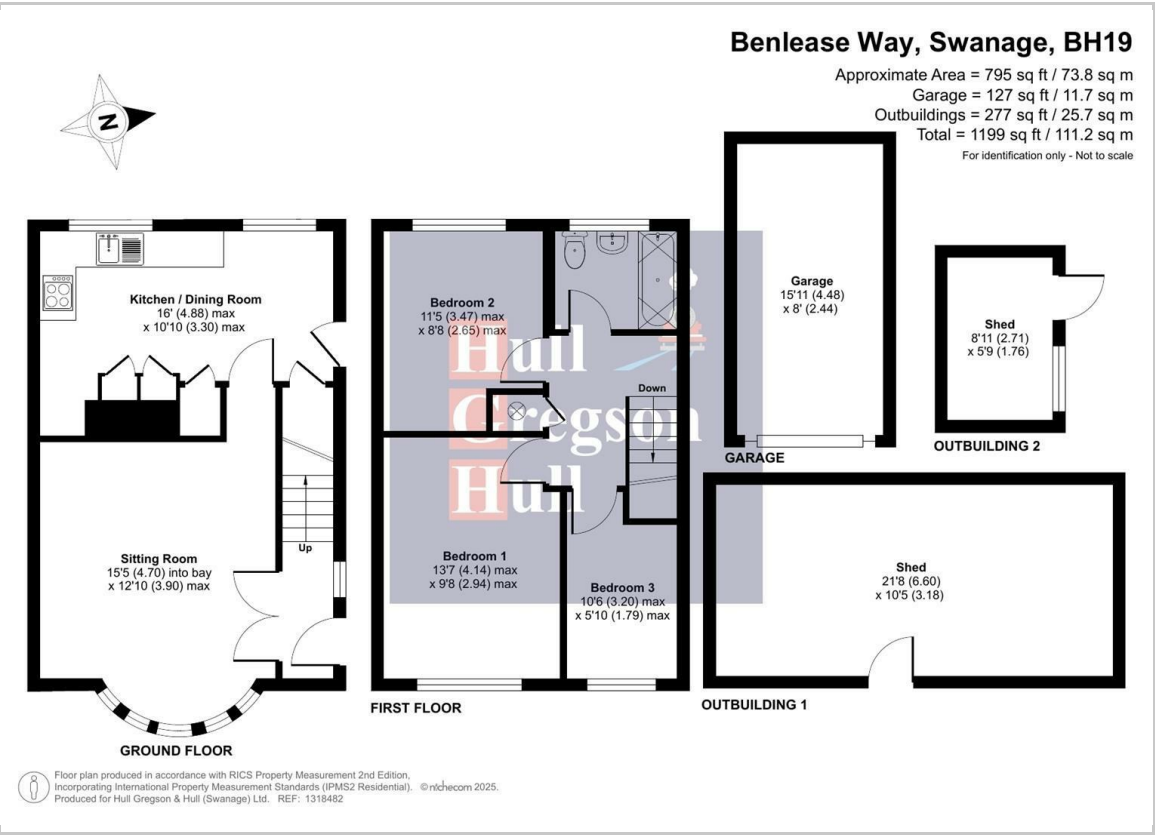 Benlease Way, Swanage, BH19
Approximate Area = 795 sq ft / 73.8 sq m
Garage = 127 sq ft / 11.7 sq m
Outbuildings = 277 sq ft / 25.7 sq m
Total = 1199 sq ft / 111.2 sq m
For identification only - Not to scale
N
Kitchen / Dining Room
16' (4.88) max
x 10'10 (3.30) max
Sitting Room
15'5 (4.70) into bay
x 12'10 (3.90) max
Up
GROUND FLOOR
Bedroom 2
11'5 (3.47) max
x 8'8 (2.65) max
Down
Hull
Gregson
Hull
Bedroom 1
13'7 (4.14) max
x 9'8 (2.94) max
Bedroom 3
10'6 (3.20) max
x 5'10 (1.79) max
FIRST FLOOR
Garage
15'11 (4.48)
x 8' (2.44)
GARAGE
Shed
8'11 (2.71)
x 5'9 (1.76)
OUTBUILDING 2
Shed
21'8 (6.60)
x 10'5 (3.18)
OUTBUILDING 1
Floor plan produced in accordance with RICS Property Measurement 2nd Edition,
Incorporating International Property Measurement Standards (IPMS2 Residential). © nichecom 2025.
Produced for Hull Gregson & Hull (Swanage) Ltd. REF: 1318482